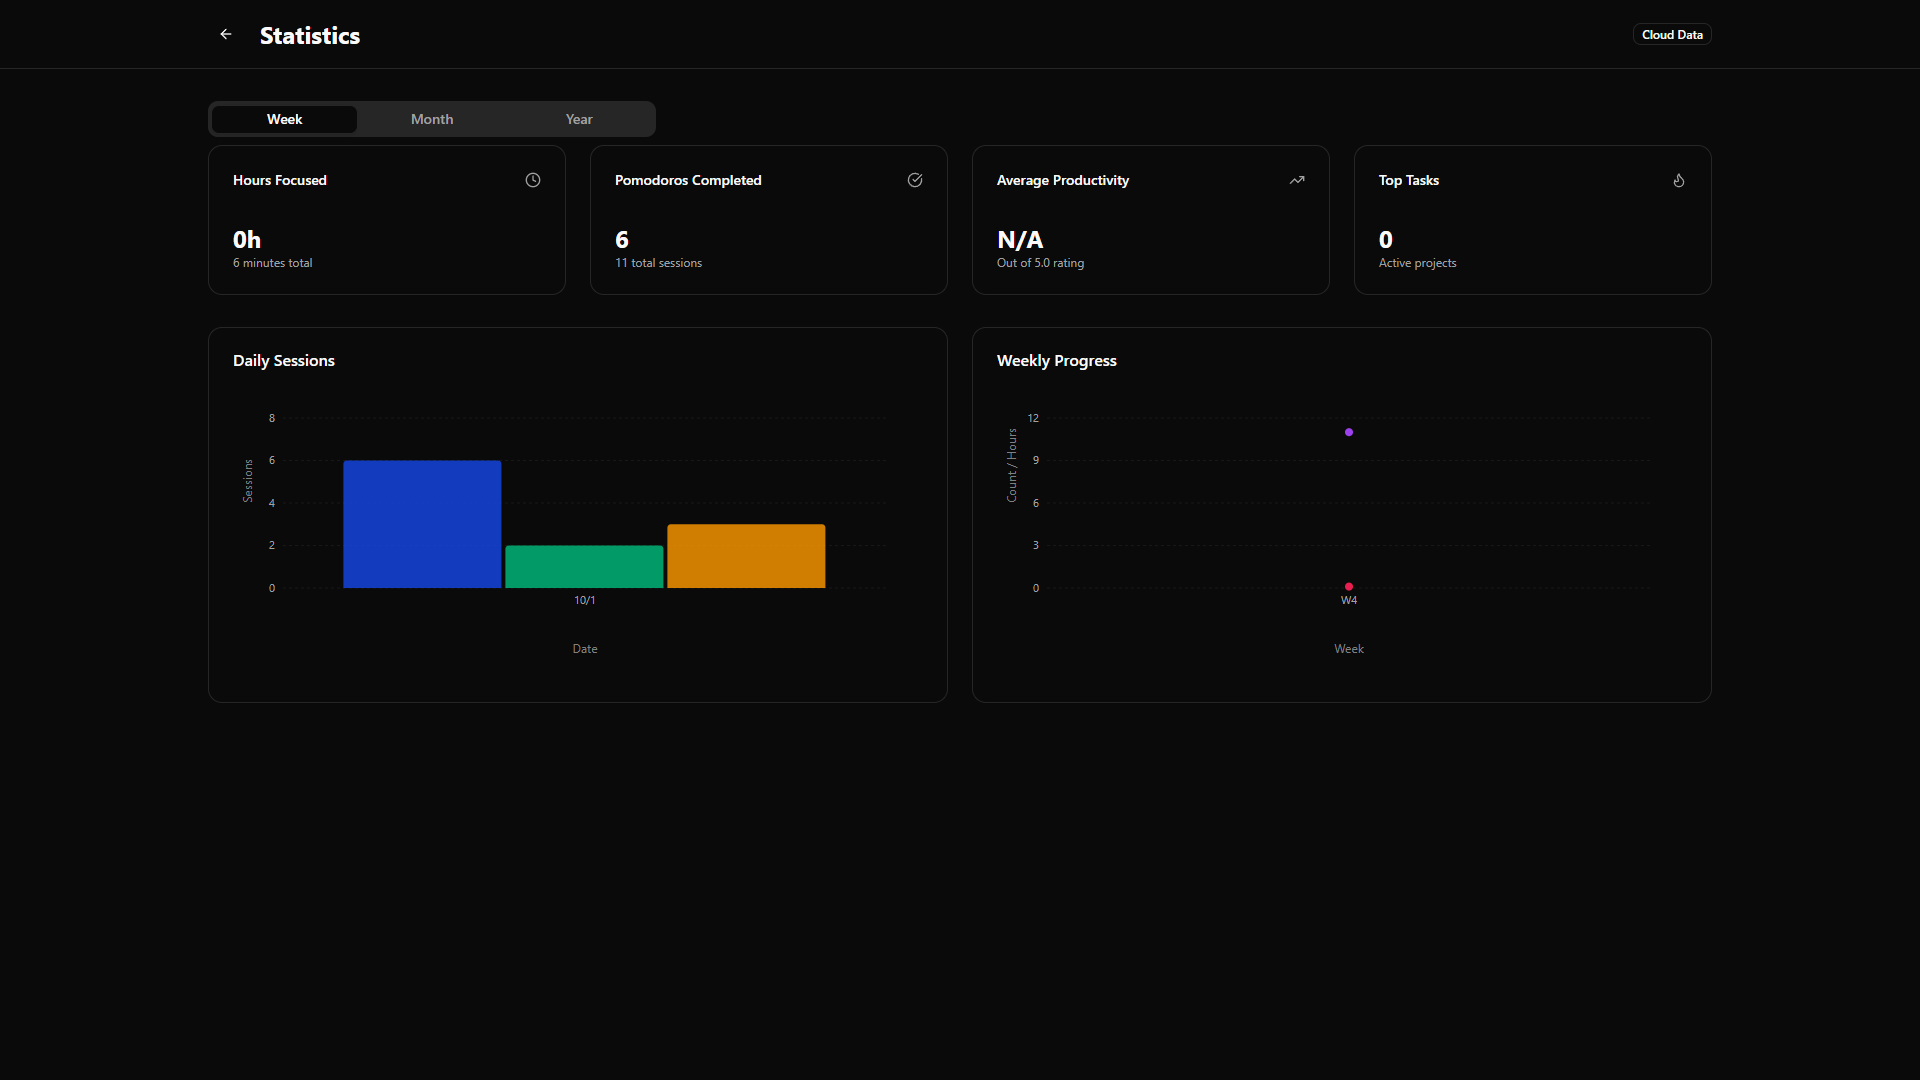 Statistics
Cloud Data
Week
Month
Year
Hours Focused
0h
6 minutes total
Pomodoros Completed
6
11 total sessions
Average Productivity
N/A
Out of 5.0 rating
Top Tasks
0
Active projects
Daily Sessions
8
6
4
2
0
Sessions
10/1
Date
Weekly Progress
12
9
6
3
0
Count / Hours
W4
Week